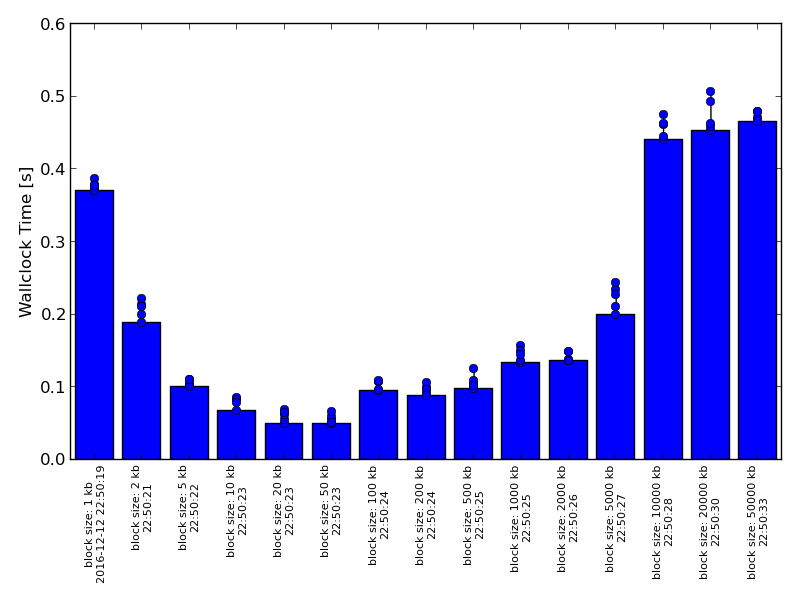 0.6
0.5
0.4
0.3
0.2
0.1
0.0
Wallclock Time [s]
block size: 1 kb
2016-12-12 22:50:19
block size: 2 kb
22:50:21
block size: 5 kb
22:50:22
block size: 10 kb
22:50:23
block size: 20 kb
22:50:23
block size: 50 kb
22:50:23
block size: 100 kb
22:50:24
block size: 200 kb
22:50:24
block size: 500 kb
22:50:25
block size: 1000 kb
22:50:25
block size: 2000 kb
22:50:26
block size: 5000 kb
22:50:27
block size: 10000 kb
22:50:28
block size: 20000 kb
22:50:30
block size: 50000 kb
22:50:33